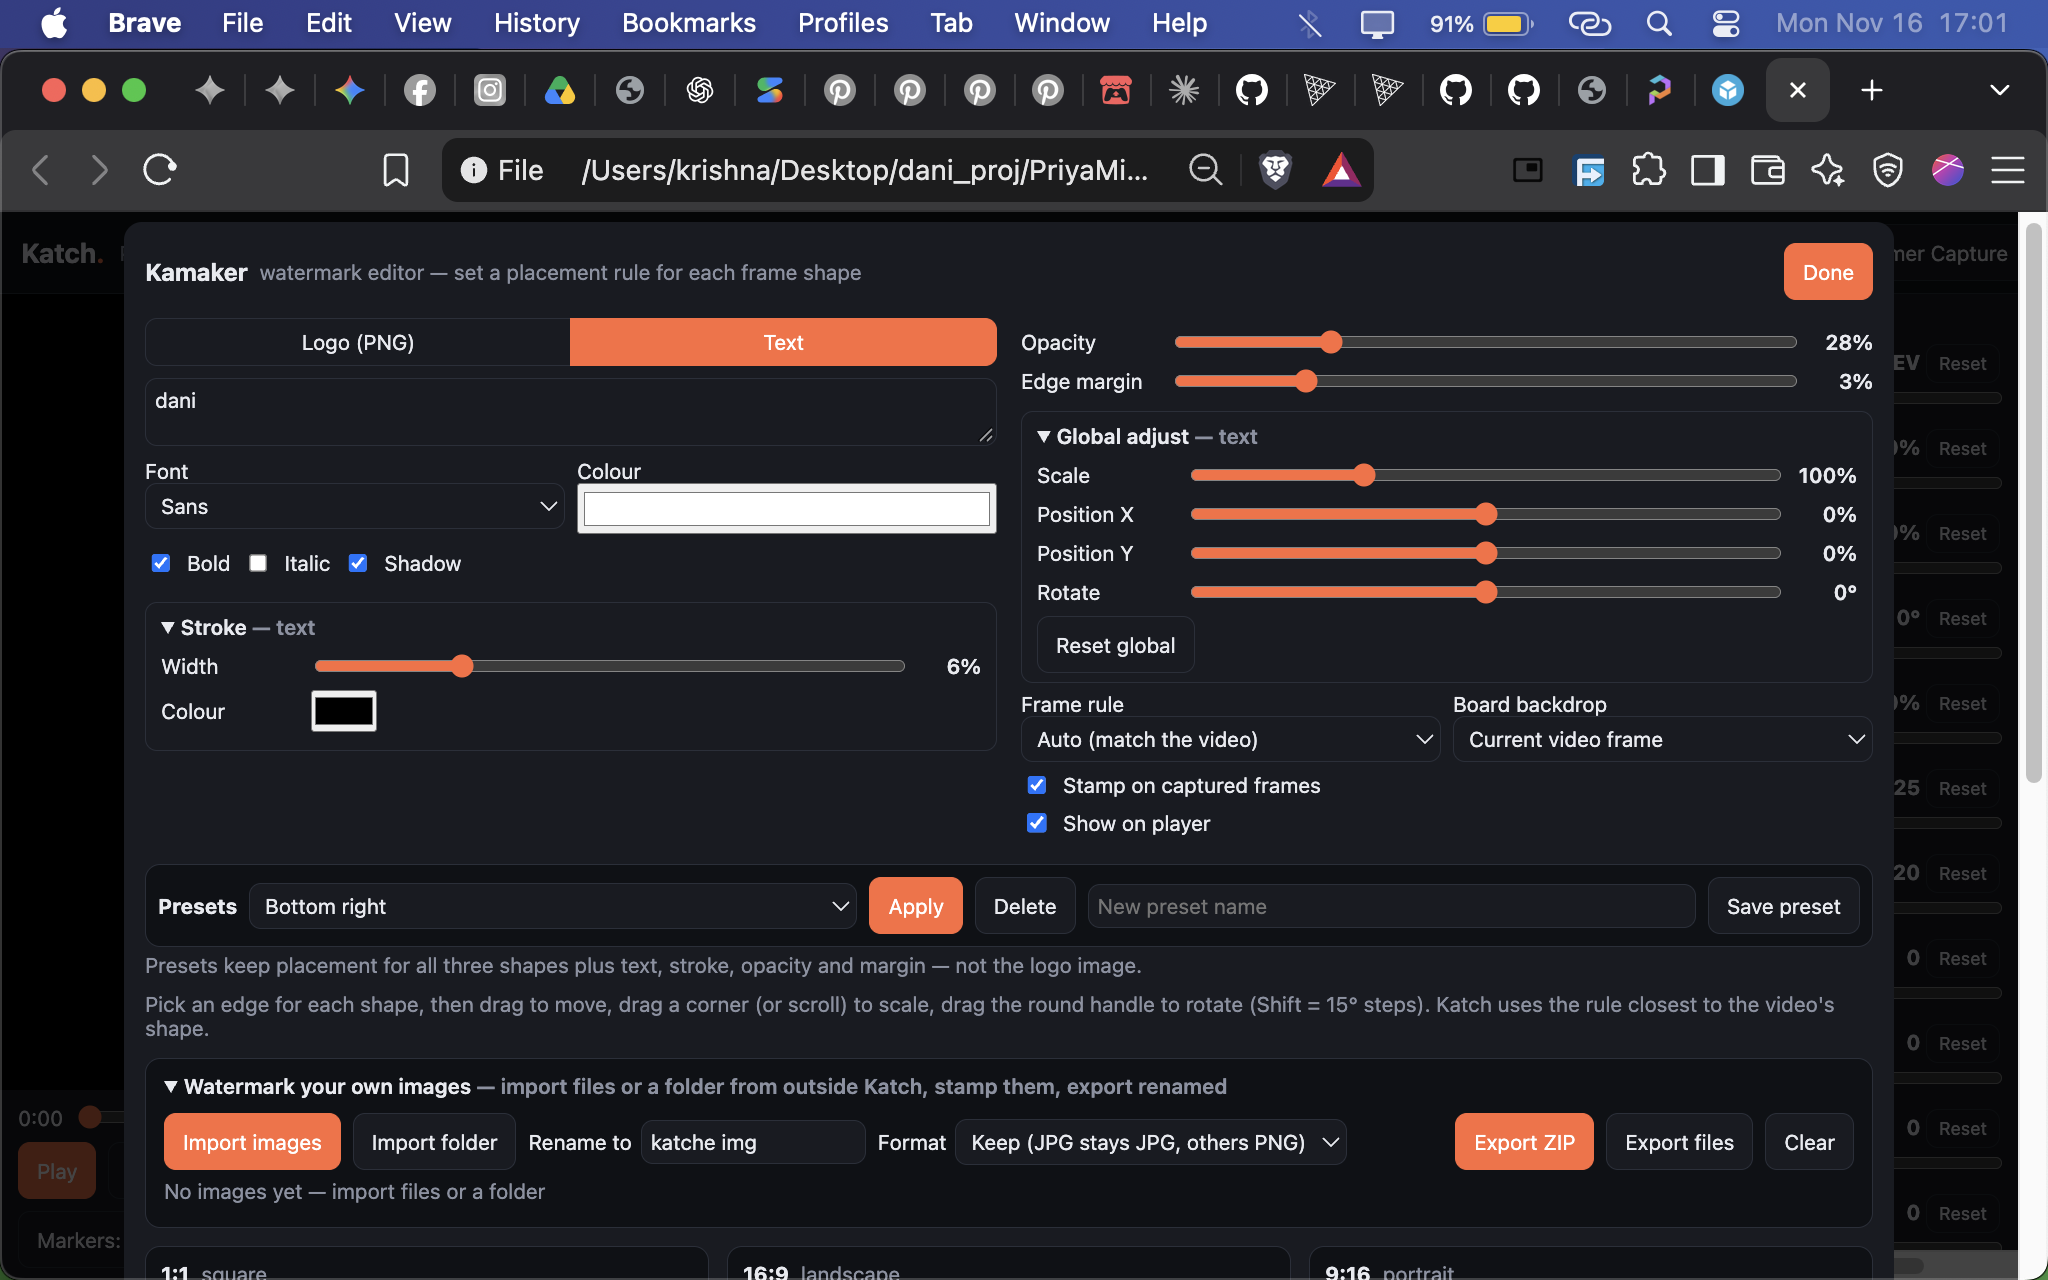 Brave File Edit View History Bookmarks Profiles Tab Window Help 91% Mon Nov 16 17:01
File /Users/krishna/Desktop/dani_proj/PriyaMi...
Katch.
mer Capture
Kamaker watermark editor — set a placement rule for each frame shape
Done
Logo (PNG) Text
dani
Font Colour
Sans
Bold Italic Shadow
Stroke — text
Width 6%
Colour
Opacity 28%
Edge margin 3%
Global adjust — text
Scale 100%
Position X 0%
Position Y 0%
Rotate 0°
Reset global
Frame rule Board backdrop
Auto (match the video) Current video frame
Stamp on captured frames
Show on player
EV Reset
% Reset
% Reset
0° Reset
% Reset
25 Reset
20 Reset
0 Reset
0 Reset
0 Reset
0 Reset
Presets Bottom right Apply Delete New preset name Save preset
Presets keep placement for all three shapes plus text, stroke, opacity and margin — not the logo image.
Pick an edge for each shape, then drag to move, drag a corner (or scroll) to scale, drag the round handle to rotate (Shift = 15° steps). Katch uses the rule closest to the video's
shape.
Watermark your own images — import files or a folder from outside Katch, stamp them, export renamed
Import images Import folder Rename to katche img Format Keep (JPG stays JPG, others PNG) Export ZIP Export files Clear
No images yet — import files or a folder
0:00
Play
Markers:
1:1 square 16:9 landscape 9:16 portrait